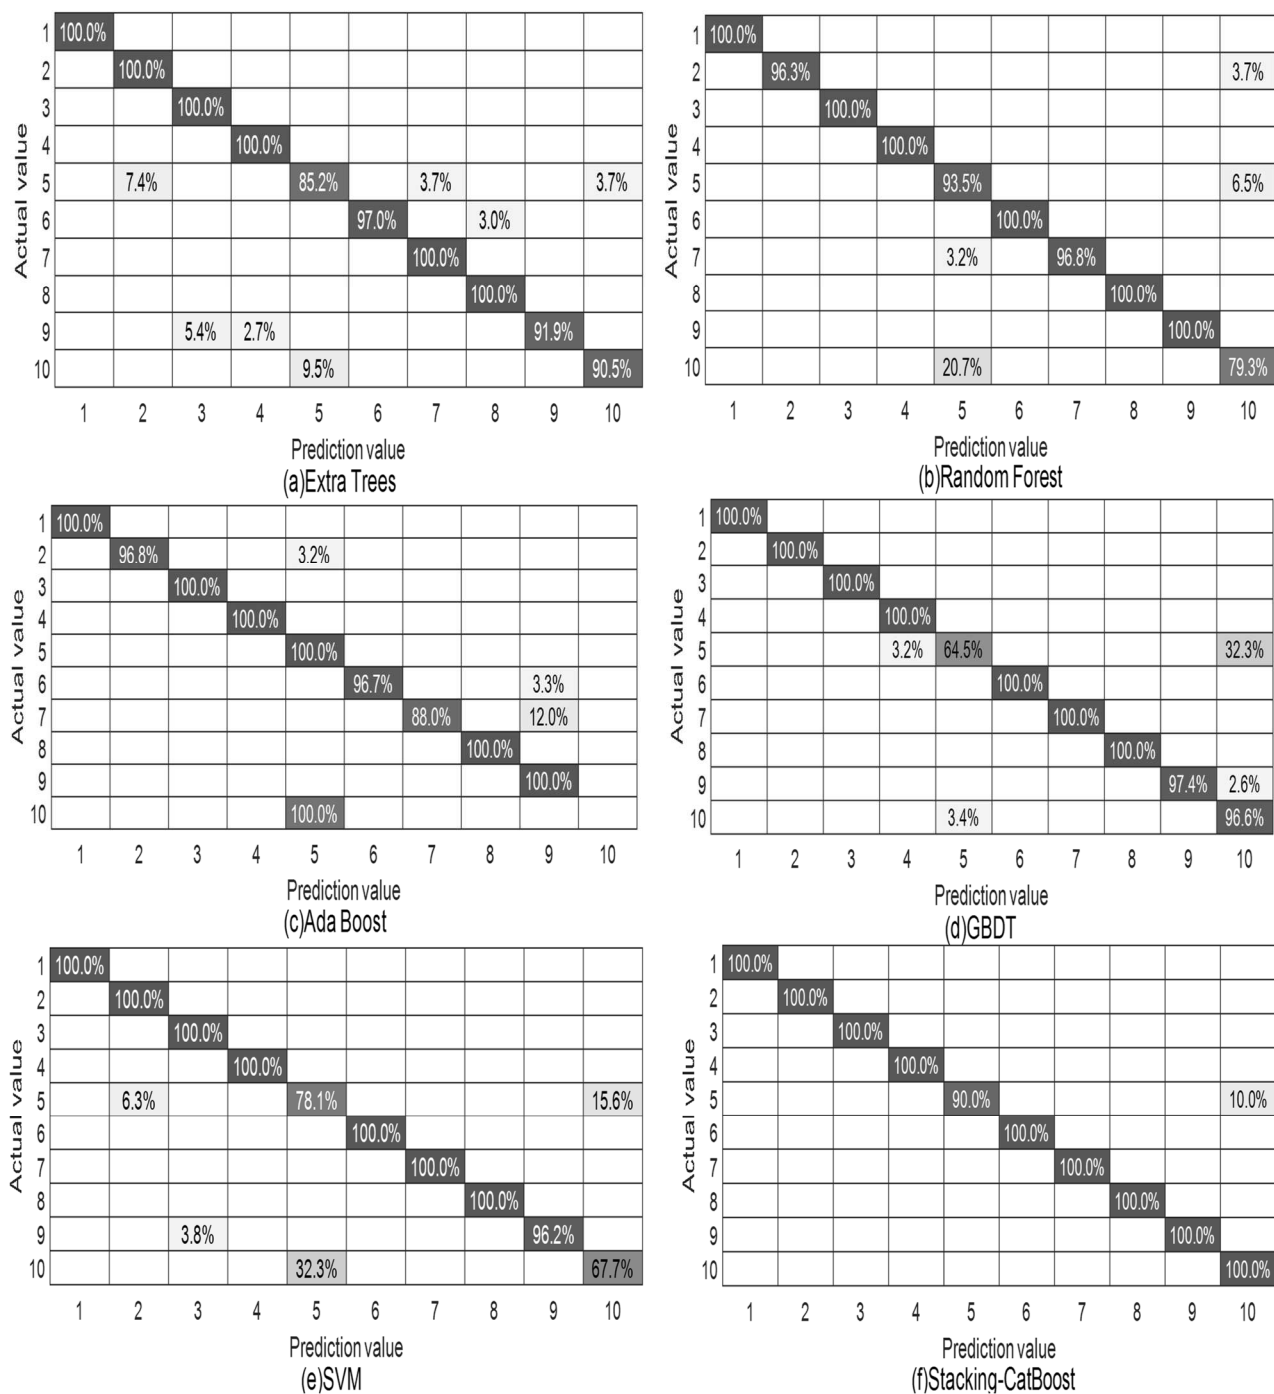 1 100.0%
2 100.0%
3 100.0%
4 100.0%
5 7.4% 85.2% 3.7% 3.7%
6 97.0% 3.0%
7 100.0%
8 100.0%
9 5.4% 2.7% 91.9%
10 9.5% 90.5%
Actual value
1 2 3 4 5 6 7 8 9 10
Prediction value
(a)Extra Trees
1 100.0%
2 96.3% 3.7%
3 100.0%
4 100.0%
5 93.5% 6.5%
6 100.0%
7 3.2% 96.8%
8 100.0%
9 100.0%
10 20.7% 79.3%
Actual value
1 2 3 4 5 6 7 8 9 10
Prediction value
(b)Random Forest
1 100.0%
2 96.8% 3.2%
3 100.0%
4 100.0%
5 100.0%
6 96.7% 3.3%
7 88.0% 12.0%
8 100.0%
9 100.0%
10 100.0%
Actual value
1 2 3 4 5 6 7 8 9 10
Prediction value
(c)Ada Boost
1 100.0%
2 100.0%
3 100.0%
4 100.0%
5 3.2% 64.5% 32.3%
6 100.0%
7 100.0%
8 100.0%
9 97.4% 2.6%
10 3.4% 96.6%
Actual value
1 2 3 4 5 6 7 8 9 10
Prediction value
(d)GBDT
1 100.0%
2 100.0%
3 100.0%
4 100.0%
5 6.3% 78.1% 15.6%
6 100.0%
7 100.0%
8 100.0%
9 3.8% 96.2%
10 32.3% 67.7%
Actual value
1 2 3 4 5 6 7 8 9 10
Prediction value
(e)SVM
1 100.0%
2 100.0%
3 100.0%
4 100.0%
5 90.0% 10.0%
6 100.0%
7 100.0%
8 100.0%
9 100.0%
10 100.0%
Actual value
1 2 3 4 5 6 7 8 9 10
Prediction value
(f)Stacking-CatBoost